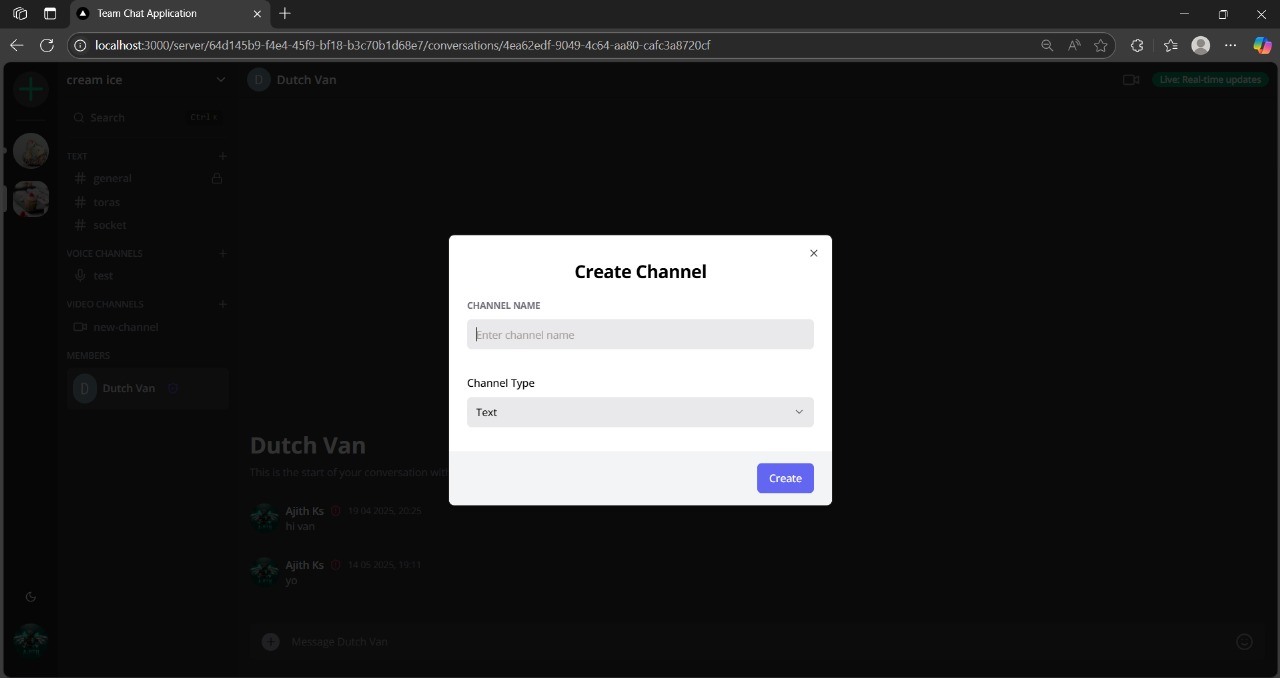 Team Chat Application
localhost:3000/server/64d145b9-f4e4-45f9-bf18-b3c70b1d68e7/conversations/4ea62edf-9049-4c64-aa80-cafc3a8720cf
cream ice
D Dutch Van
Live: Real-time updates
Search
TEXT
general
toras
socket
VOICE CHANNELS
test
VIDEO CHANNELS
new-channel
MEMBERS
D Dutch Van
Dutch Van
This is the start of your conversation with
Ajith Ks 19 04 2025, 20:25
hi van
Ajith Ks 14 05 2025, 19:11
yo
Message Dutch Van
Create Channel
CHANNEL NAME
Enter channel name
Channel Type
Text
Create